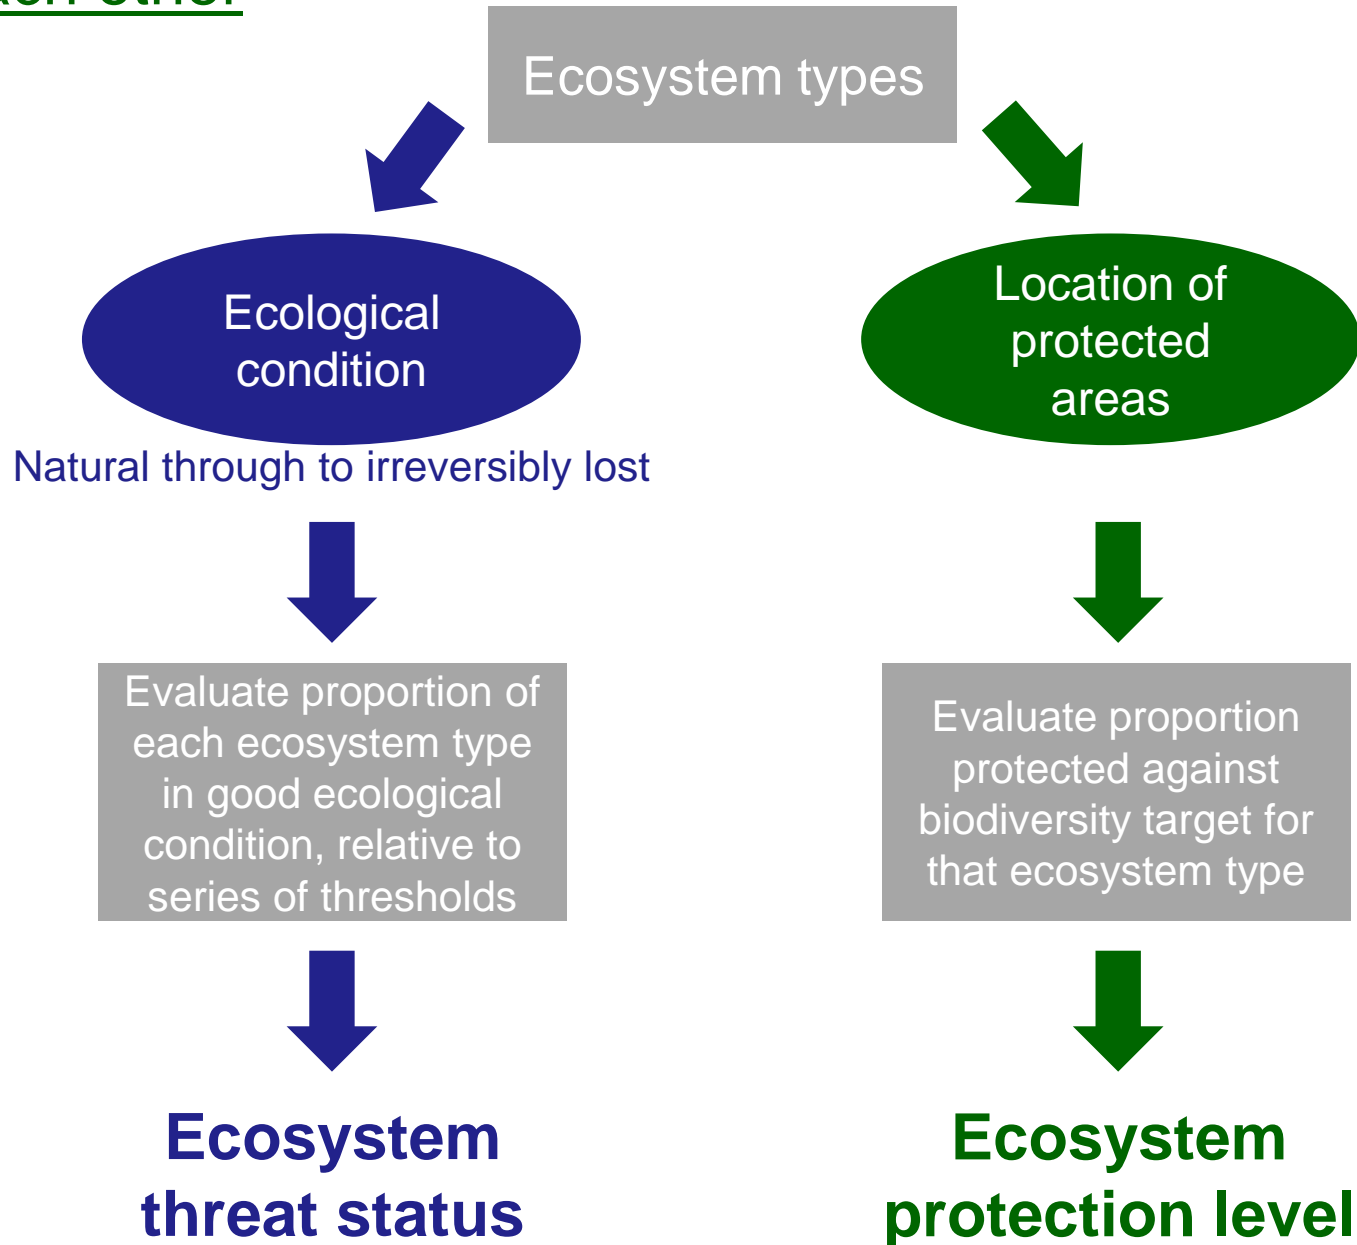 each other
Ecosystem types
Ecological
condition
Natural through to irreversibly lost
Location of
protected
areas
Evaluate proportion of
each ecosystem type
in good ecological
condition, relative to
series of thresholds
Evaluate proportion
protected against
biodiversity target for
that ecosystem type
Ecosystem
threat status
Ecosystem
protection level